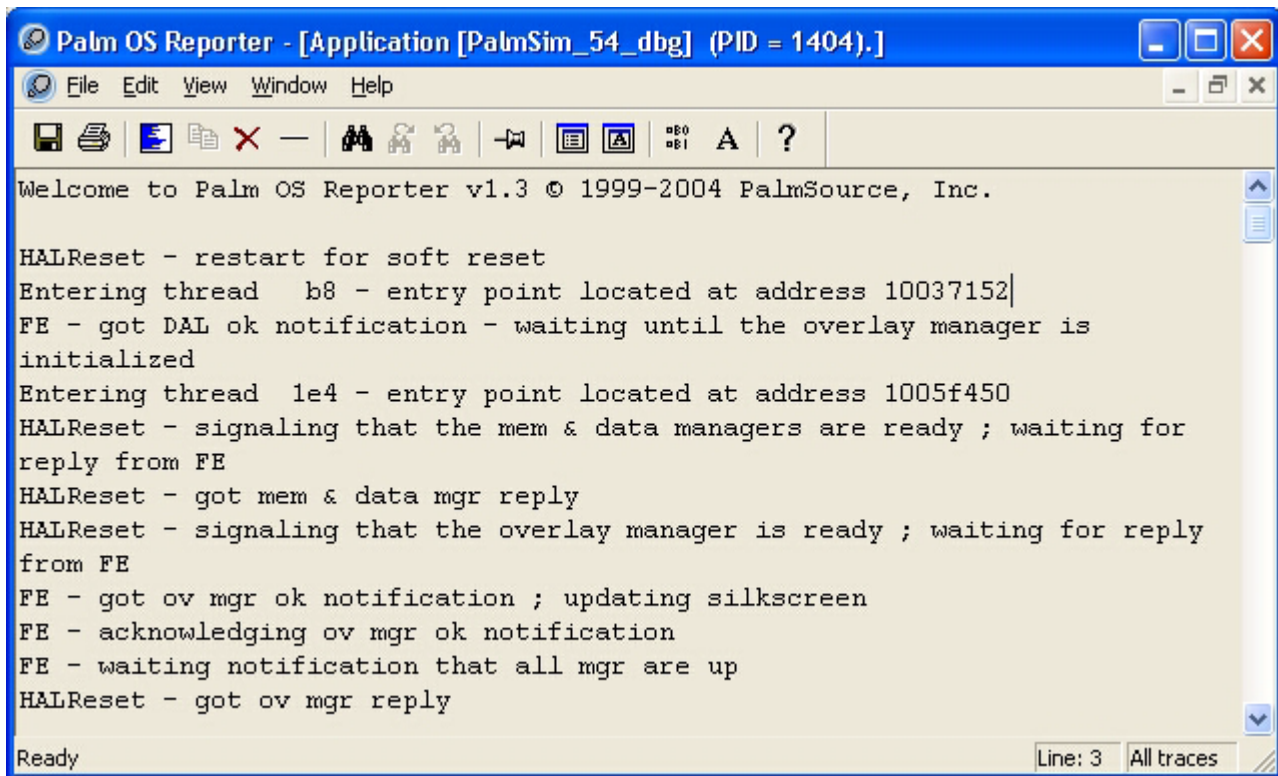 Palm OS Reporter - [Application [PalmSim_54_dbg] (PID = 1404).]
File Edit View Window Help
A ?
Welcome to Palm OS Reporter v1.3 © 1999-2004 PalmSource, Inc.
HALReset - restart for soft reset
Entering thread   b8 - entry point located at address 10037152
FE - got DAL ok notification - waiting until the overlay manager is
initialized
Entering thread  1e4 - entry point located at address 1005f450
HALReset - signaling that the mem & data managers are ready ; waiting for
reply from FE
HALReset - got mem & data mgr reply
HALReset - signaling that the overlay manager is ready ; waiting for reply
from FE
FE - got ov mgr ok notification ; updating silkscreen
FE - acknowledging ov mgr ok notification
FE - waiting notification that all mgr are up
HALReset - got ov mgr reply
Ready Line: 3 All traces